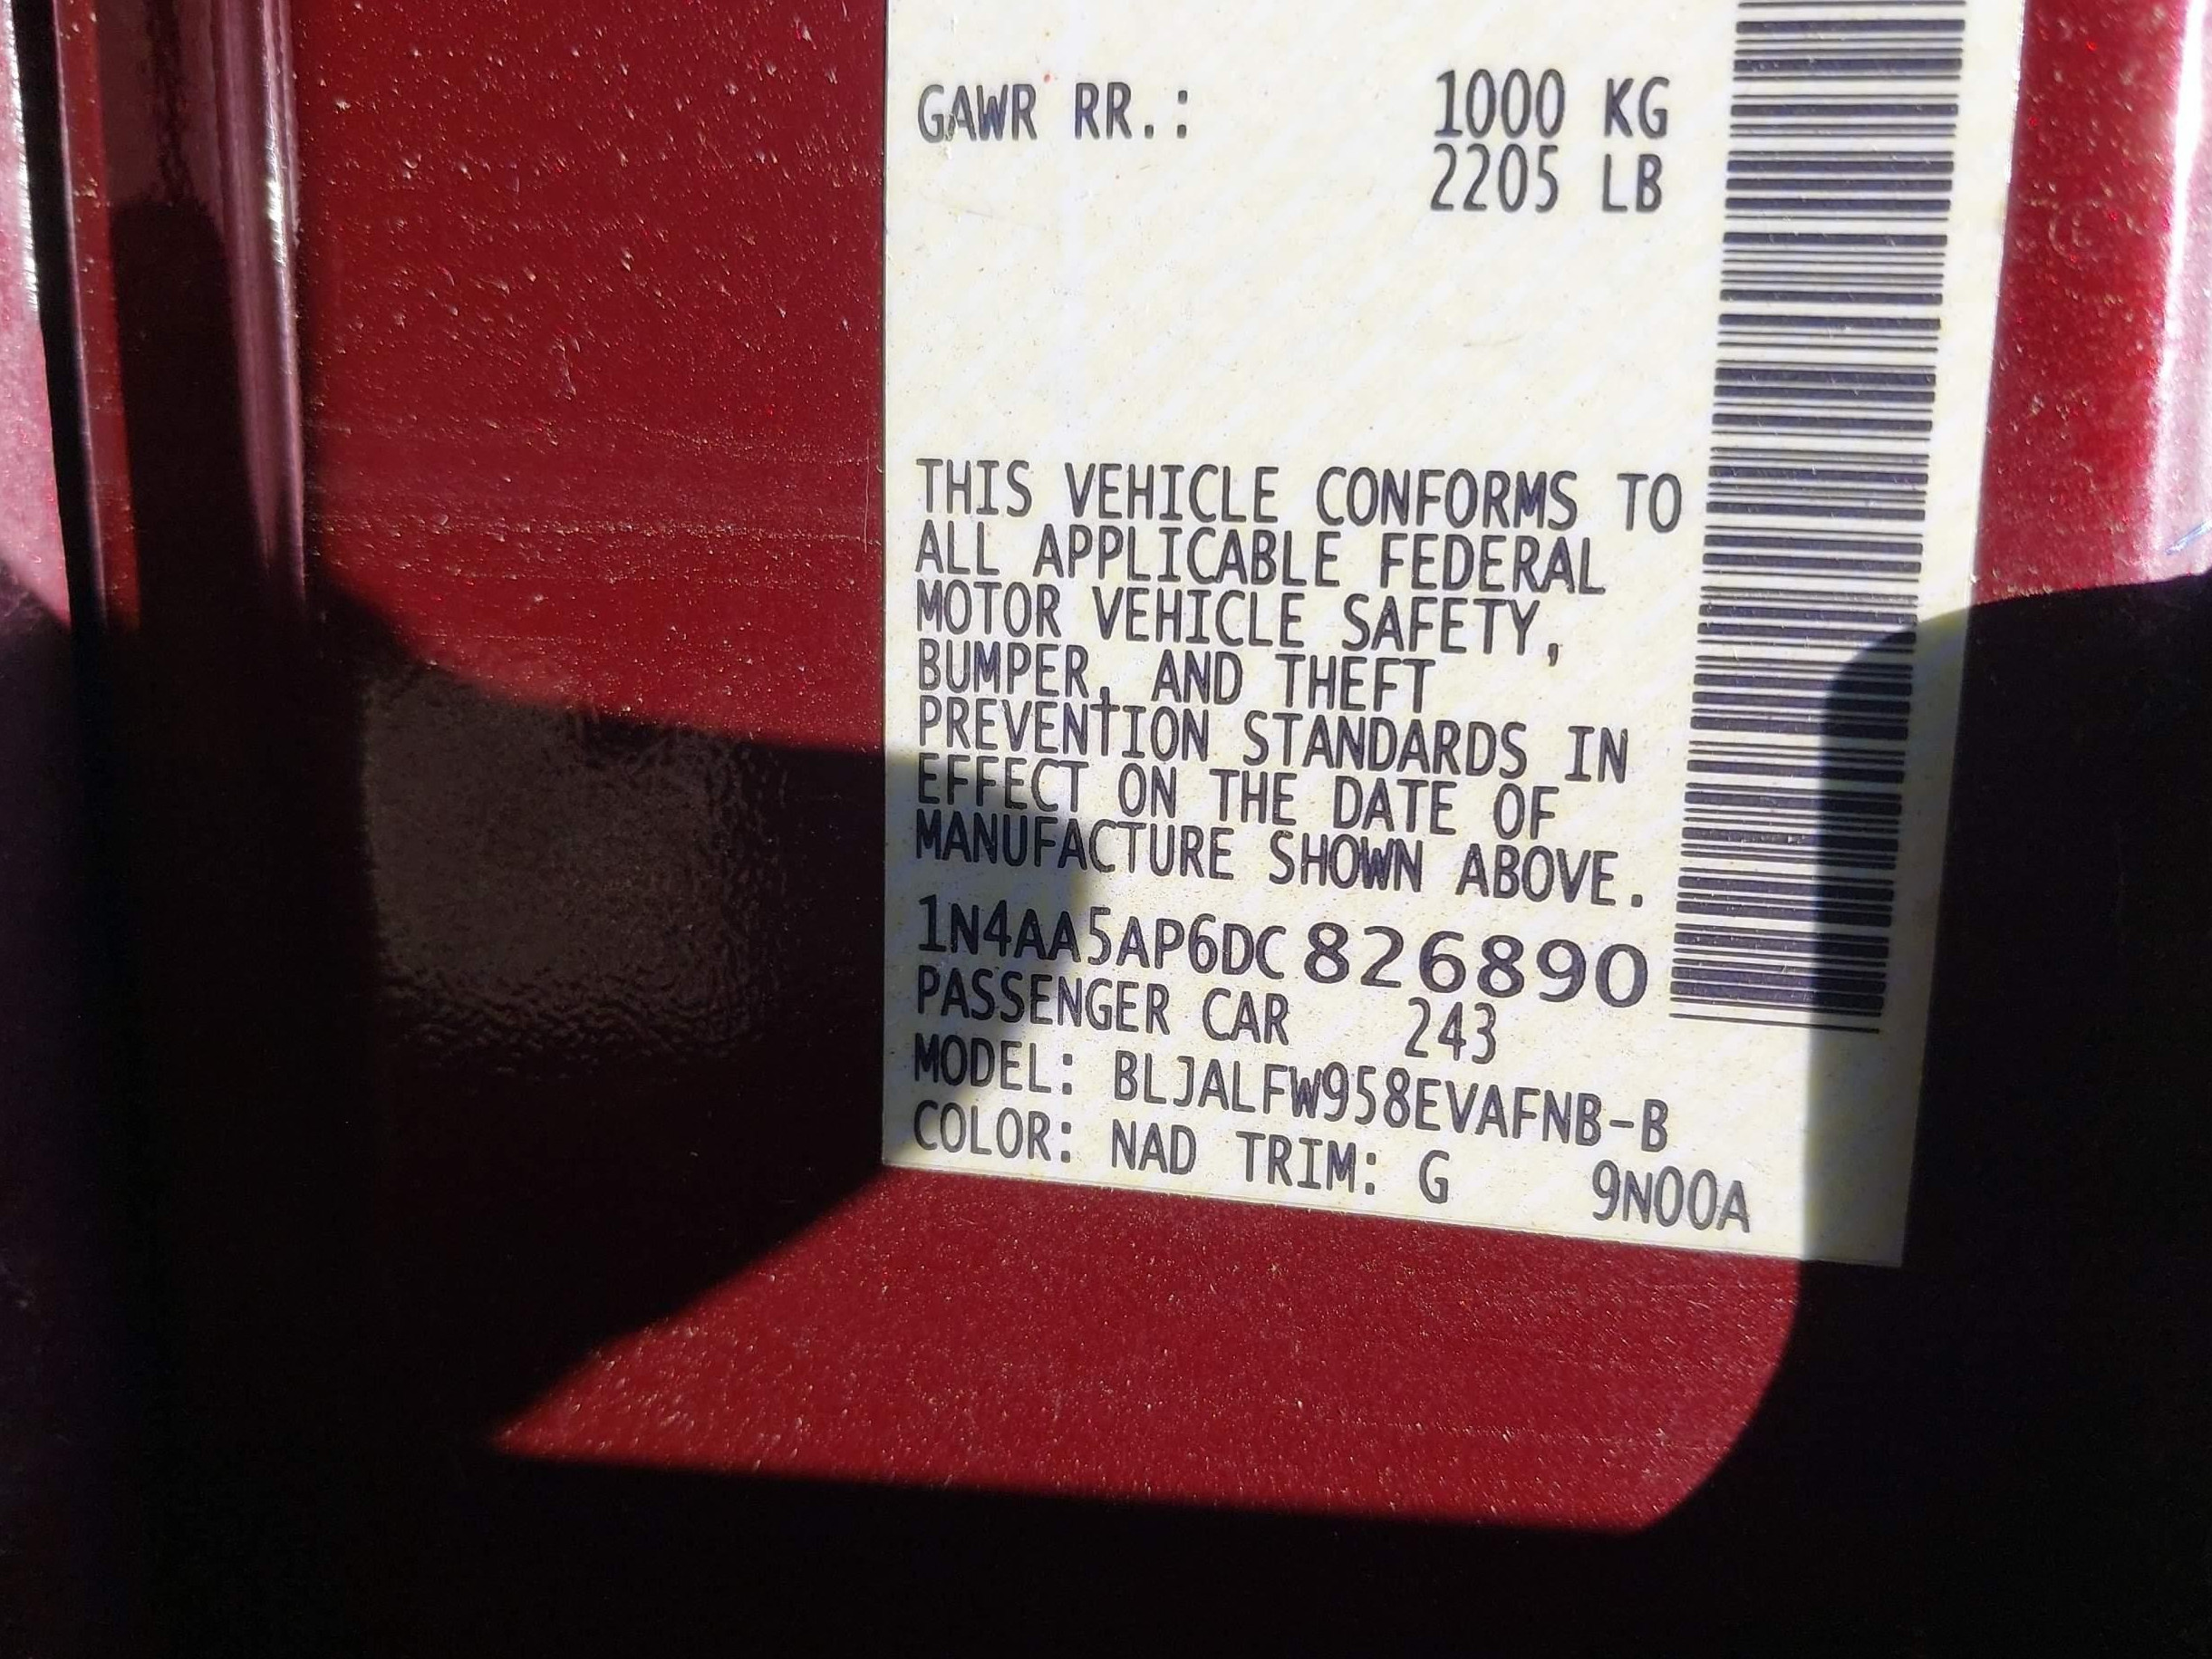 GAWR RR.: 1000 KG
2205 LB
THIS VEHICLE CONFORMS TO
ALL APPLICABLE FEDERAL
MOTOR VEHICLE SAFETY,
BUMPER, AND THEFT
PREVENTION STANDARDS IN
EFFECT ON THE DATE OF
MANUFACTURE SHOWN ABOVE.
1N4AA5AP6DC826890
PASSENGER CAR 243
MODEL: BLJALFW958EVAFNB-B
COLOR: NAD TRIM: G 9N00A